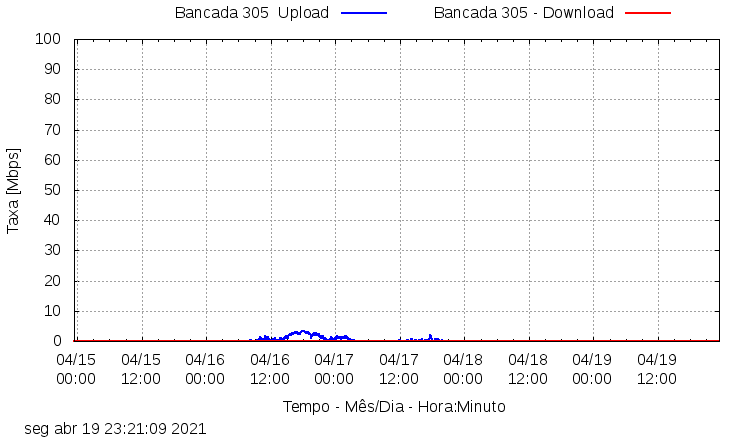 Bancada 305  Upload
Bancada 305 - Download
100
90
80
70
60
50
40
30
20
10
0
Taxa [Mbps]
04/15 04/15 04/16 04/16 04/17 04/17 04/18 04/18 04/19 04/19
00:00 12:00 00:00 12:00 00:00 12:00 00:00 12:00 00:00 12:00
Tempo - Mês/Dia - Hora:Minuto
seg abr 19 23:21:09 2021